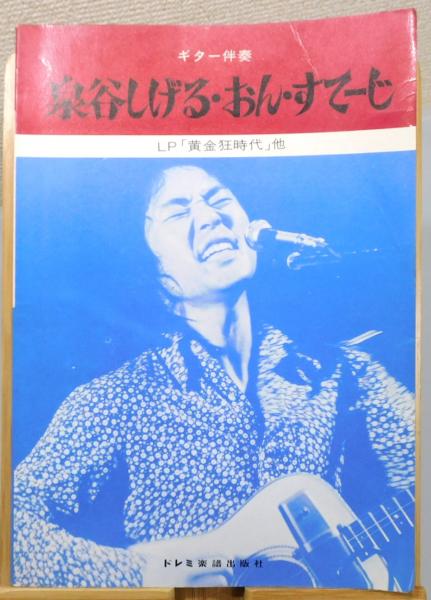 ギター伴奏
泉谷しげる・おん・すてーじ
LP「黄金狂時代」他
ドレミ楽譜出版社